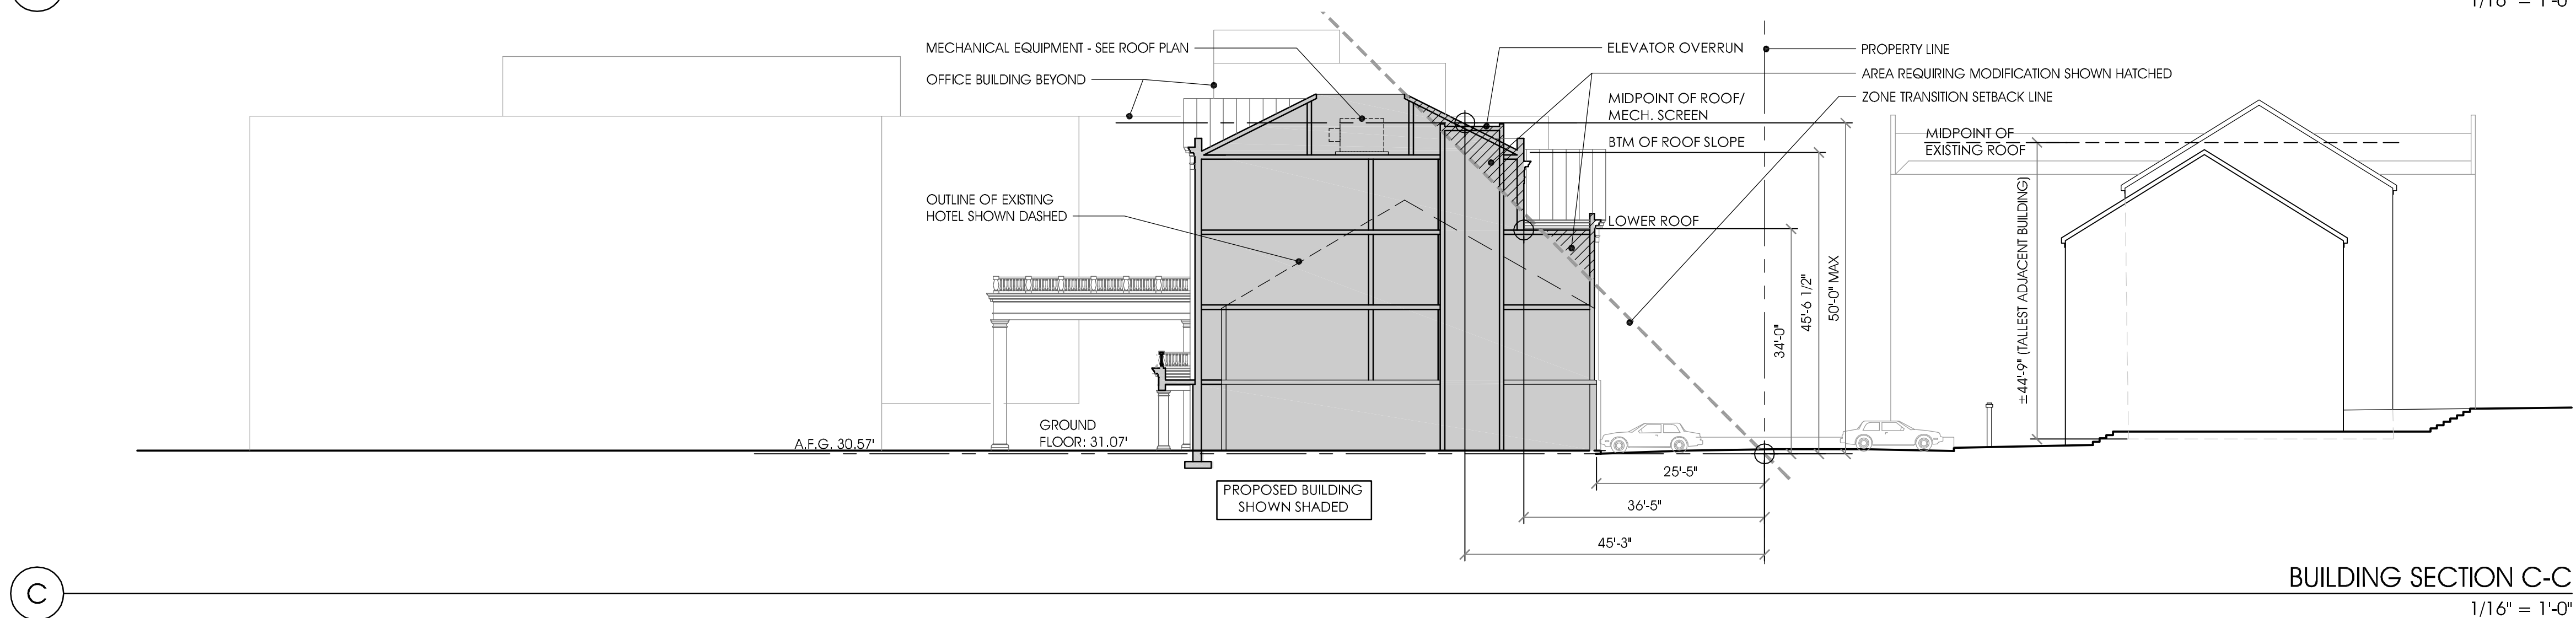 1/16" = 1'-0"
MECHANICAL EQUIPMENT - SEE ROOF PLAN
OFFICE BUILDING BEYOND
ELEVATOR OVERRUN
PROPERTY LINE
AREA REQUIRING MODIFICATION SHOWN HATCHED
ZONE TRANSITION SETBACK LINE
MIDPOINT OF ROOF/
MECH. SCREEN
BTM OF ROOF SLOPE
MIDPOINT OF
EXISTING ROOF
OUTLINE OF EXISTING
HOTEL SHOWN DASHED
LOWER ROOF
34'-0"
45'-6 1/2"
50'-0" MAX
±44'-9" (TALLEST ADJACENT BUILDING)
A.F.G. 30.57'
GROUND
FLOOR: 31.07'
25'-5"
36'-5"
45'-3"
PROPOSED BUILDING
SHOWN SHADED
C
BUILDING SECTION C-C
1/16" = 1'-0"